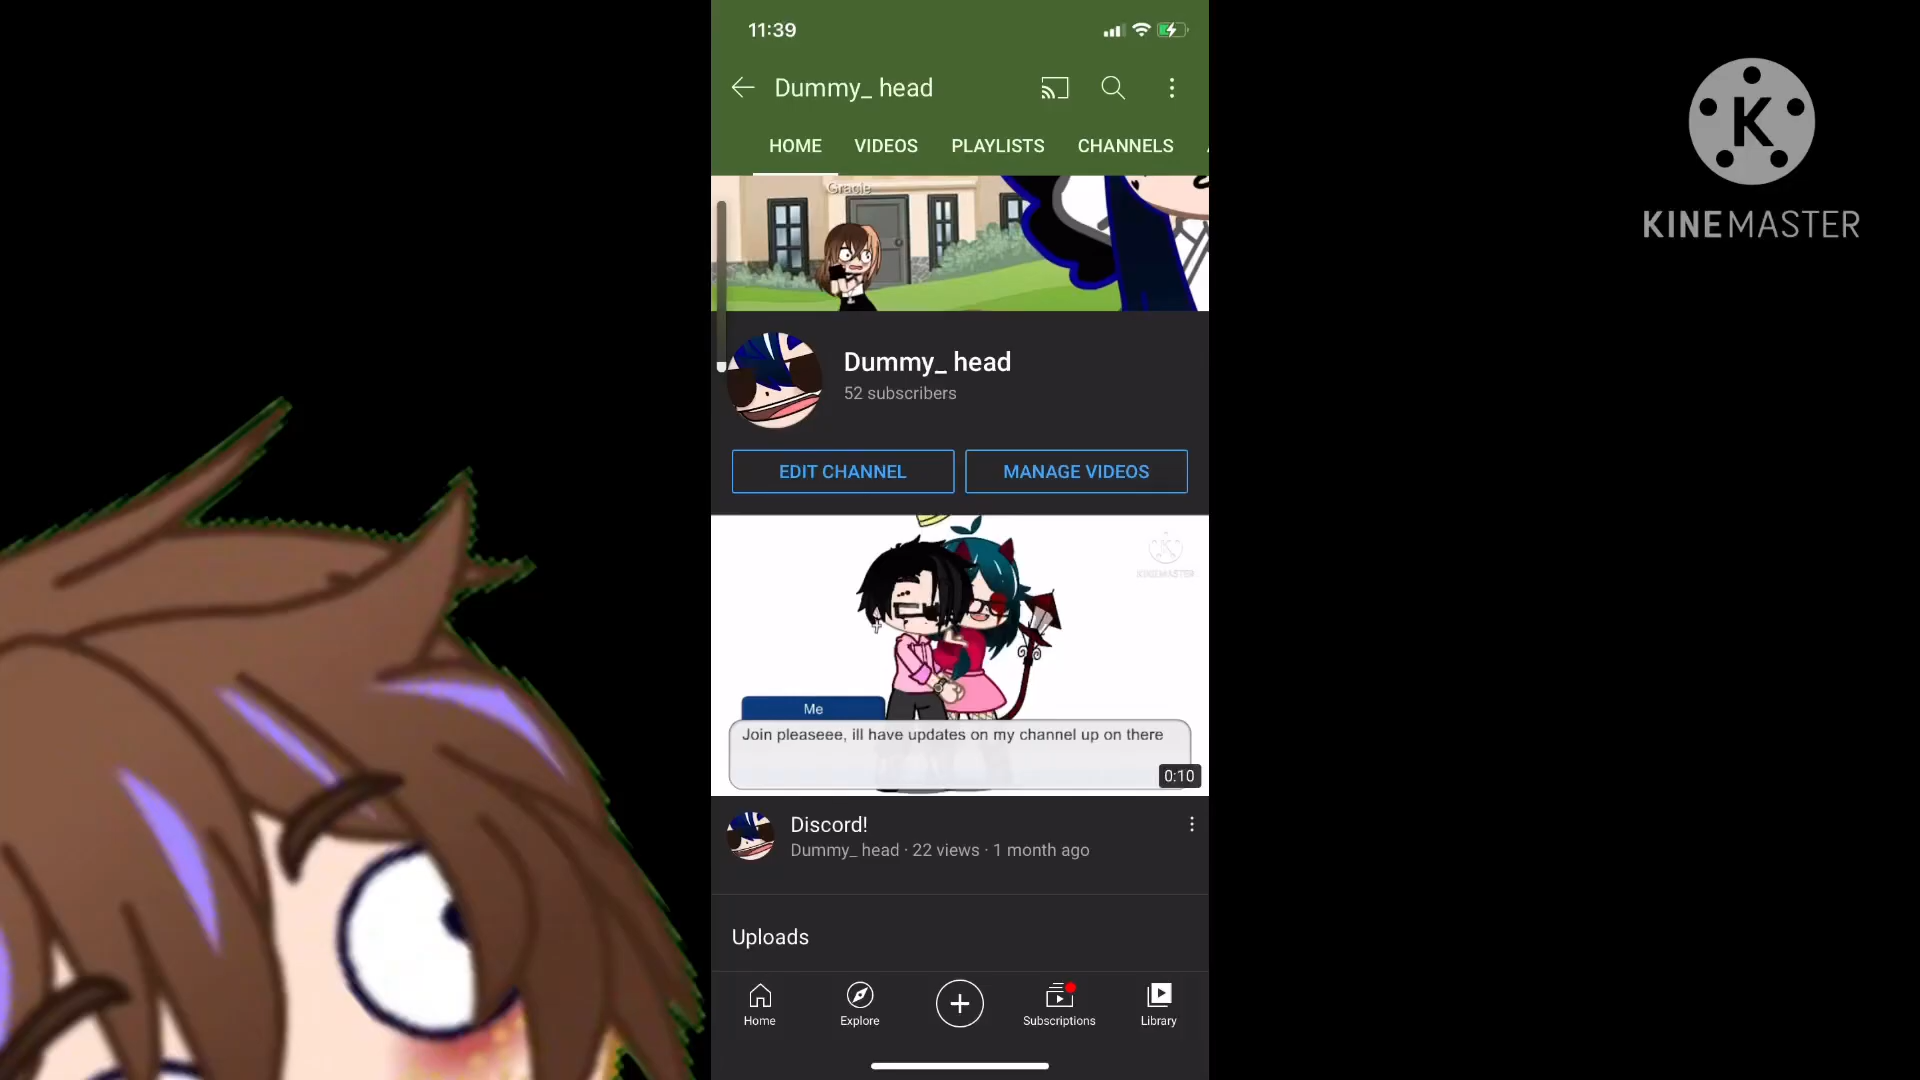 11:39
Dummy_ head
HOME VIDEOS PLAYLISTS CHANNELS
Gracie
Dummy_ head
52 subscribers
EDIT CHANNEL MANAGE VIDEOS
KINEMASTER
Me
Join pleaseee, ill have updates on my channel up on there
0:10
Discord!
Dummy_ head · 22 views · 1 month ago
Uploads
Home Explore Subscriptions Library
K
KINEMASTER